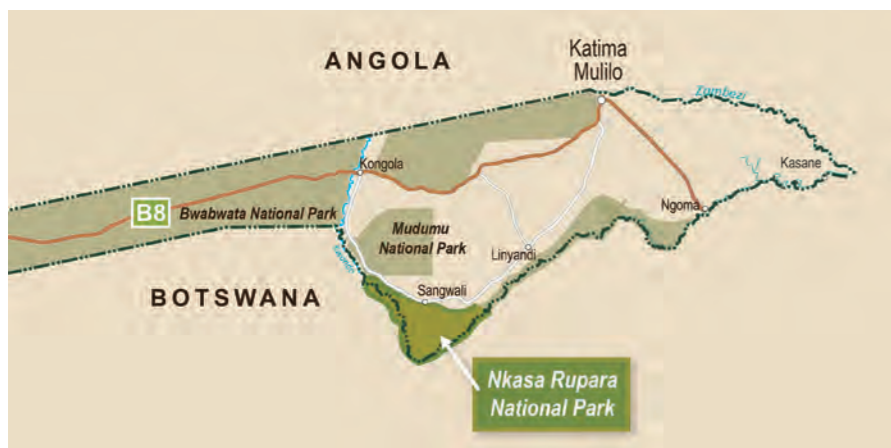 ANGOLA
Katima
Mulilo
Zambezi
Kongola
Kasane
B8
Bwabwata National Park
Ngoma
Mudumu
National Park
Linyandi
BOTSWANA
Sangwali
Nkasa Rupara
National Park